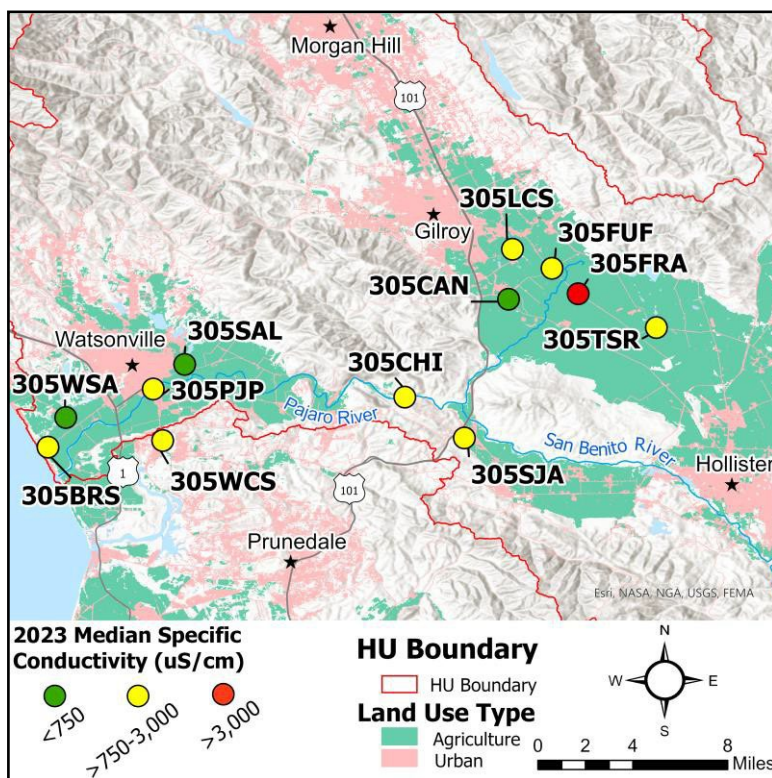 Morgan Hill
101
305LCS
305FUF
Gilroy
305FRA
305CAN
305SAL
Watsonville
305TSR
305CHI
305WSA
305PJP
Pajaro River
San Benito River
305WCS
305SJA
Hollister
305BRS
1
101
Prunedale
Esri, NASA, NGA, USGS, FEMA
2023 Median Specific
Conductivity (uS/cm)
<750
>750-3,000
>3,000
HU Boundary
HU Boundary
Land Use Type
Agriculture
Urban
N
W
E
S
0 2 4 8
Miles